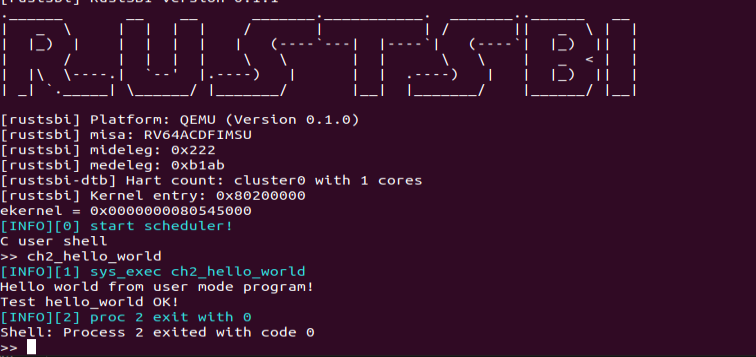 [rustsbi] RustSBI version 0.1.1
RUSTSBI
[rustsbi] Platform: QEMU (Version 0.1.0)
[rustsbi] misa: RV64ACDFIMSU
[rustsbi] mideleg: 0x222
[rustsbi] medeleg: 0xb1ab
[rustsbi-dtb] Hart count: cluster0 with 1 cores
[rustsbi] Kernel entry: 0x80200000
ekernel = 0x0000000080545000
[INFO][0] start scheduler!
C user shell
>> ch2_hello_world
[INFO][1] sys_exec ch2_hello_world
Hello world from user mode program!
Test hello_world OK!
[INFO][2] proc 2 exit with 0
Shell: Process 2 exited with code 0
>>